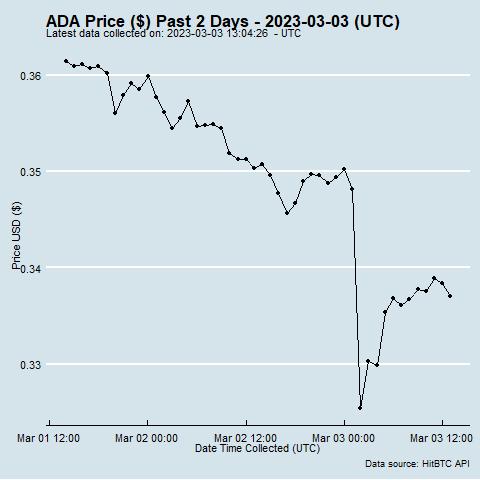 ADA Price ($) Past 2 Days - 2023-03-03 (UTC)
Latest data collected on: 2023-03-03 13:04:26 - UTC
0.36
0.35
0.34
0.33
Price USD ($)
Mar 01 12:00 Mar 02 00:00 Mar 02 12:00 Mar 03 00:00 Mar 03 12:00
Date Time Collected (UTC)
Data source: HitBTC API